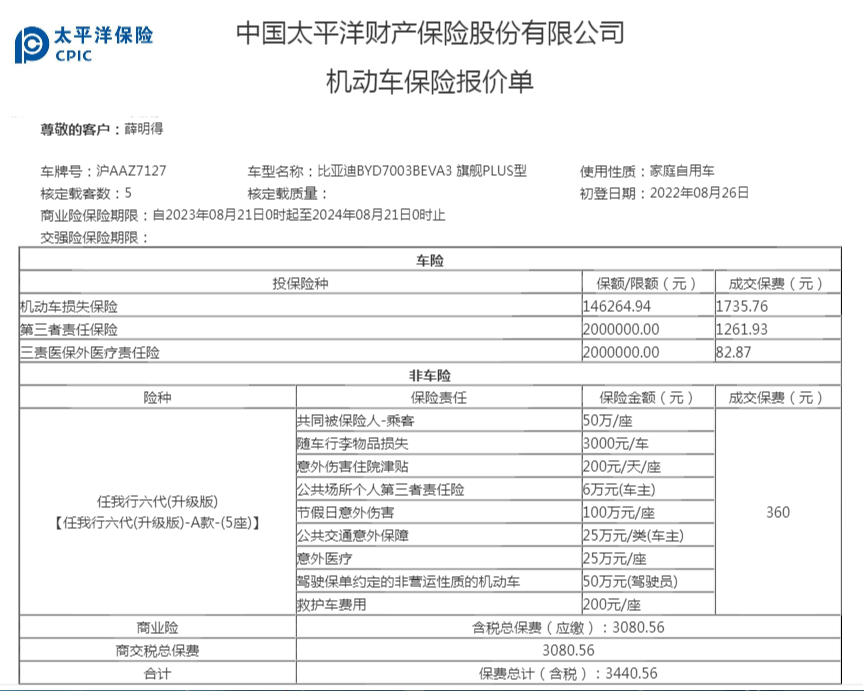 太平洋保险
CPIC
中国太平洋财产保险股份有限公司
机动车保险报价单
尊敬的客户：薛明得
车牌号：沪AAZ7127 车型名称：比亚迪BYD7003BEVA3 旗舰PLUS型 使用性质：家庭自用车
核定载客数：5 核定载质量： 初登日期：2022年08月26日
商业险保险期限：自2023年08月21日0时起至2024年08月21日0时止
交强险保险期限：
车险
投保险种 保额/限额（元） 成交保费（元）
机动车损失保险 146264.94 1735.76
第三者责任保险 2000000.00 1261.93
三责医保外医疗责任险 2000000.00 82.87
非车险
险种 保险责任 保险金额（元） 成交保费（元）
共同被保险人-乘客 50万/座
随车行李物品损失 3000元/车
意外伤害住院津贴 200元/天/座
公共场所个人第三者责任险 6万元(车主)
任我行六代(升级版)
【任我行六代(升级版)-A款-(5座)】
节假日意外伤害 100万元/座
360
公共交通意外保障 25万元/类(车主)
意外医疗 25万元/座
驾驶保单约定的非营运性质的机动车 50万元(驾驶员)
救护车费用 200元/座
商业险 含税总保费（应缴）：3080.56
商交税总保费 3080.56
合计 保费总计（含税）：3440.56